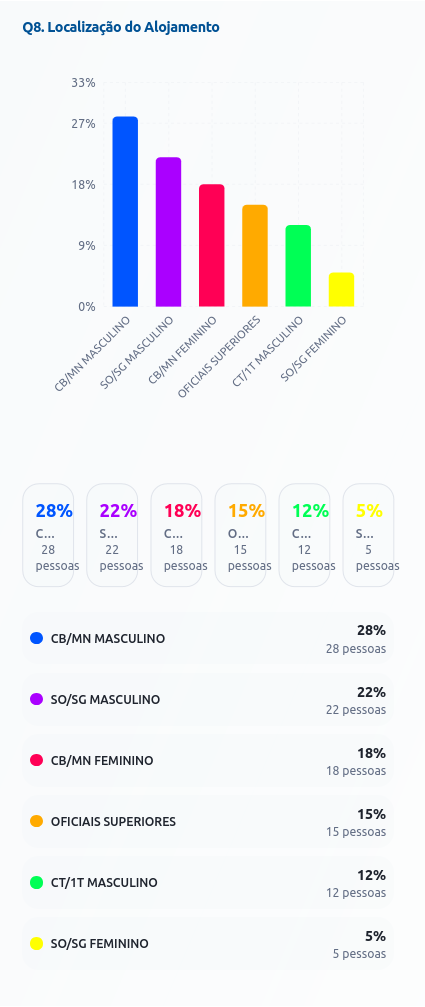 Q8. Localização do Alojamento
33%
27%
18%
9%
0%
CB/MN MASCULINO
SO/SG MASCULINO
CB/MN FEMININO
OFICIAIS SUPERIORES
CT/1T MASCULINO
SO/SG FEMININO
28%
C...
28
pessoas
22%
S...
22
pessoas
18%
C...
18
pessoas
15%
O...
15
pessoas
12%
C...
12
pessoas
5%
S...
5
pessoas
CB/MN MASCULINO
28%
28 pessoas
SO/SG MASCULINO
22%
22 pessoas
CB/MN FEMININO
18%
18 pessoas
OFICIAIS SUPERIORES
15%
15 pessoas
CT/1T MASCULINO
12%
12 pessoas
SO/SG FEMININO
5%
5 pessoas